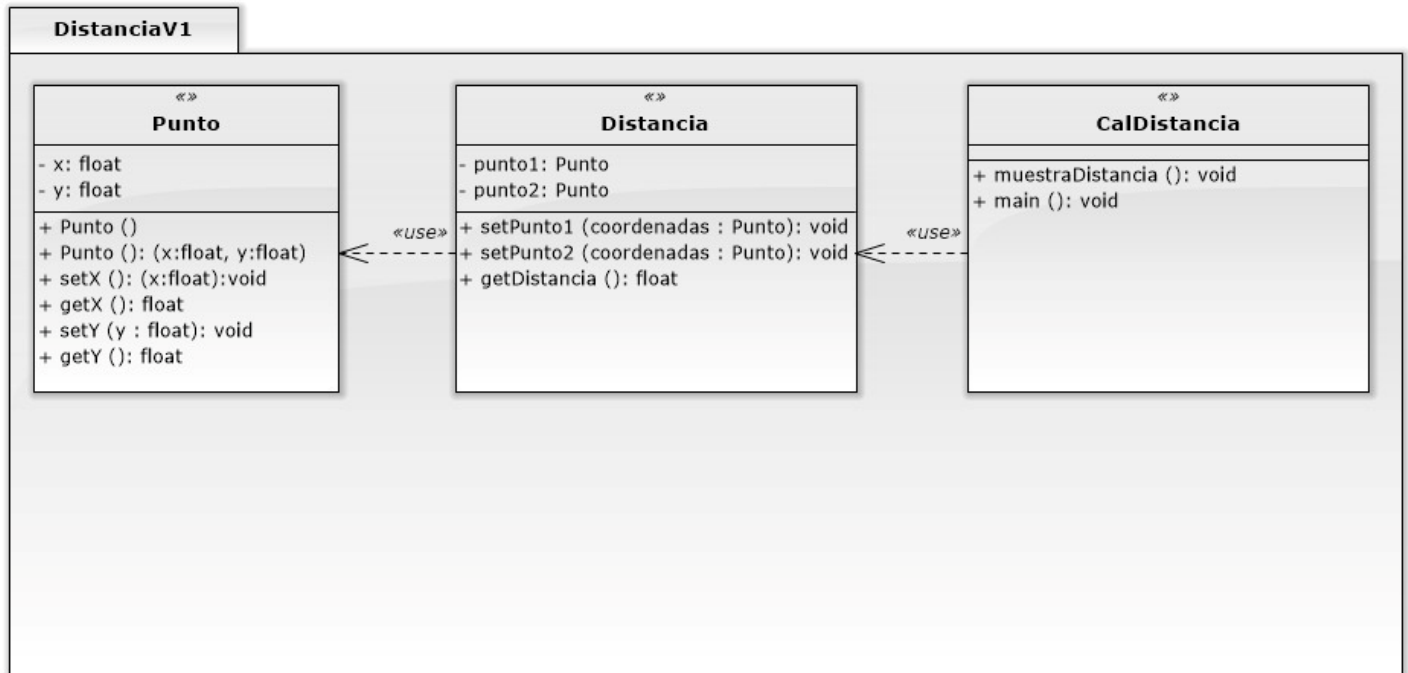 DistanciaV1
«»
Punto
- x: float
- y: float
+ Punto ()
+ Punto (): (x:float, y:float)
+ setX (): (x:float):void
+ getX (): float
+ setY (y : float): void
+ getY (): float
«use»
«»
Distancia
- punto1: Punto
- punto2: Punto
+ setPunto1 (coordenadas : Punto): void
+ setPunto2 (coordenadas : Punto): void
+ getDistancia (): float
«use»
«»
CalDistancia
+ muestraDistancia (): void
+ main (): void